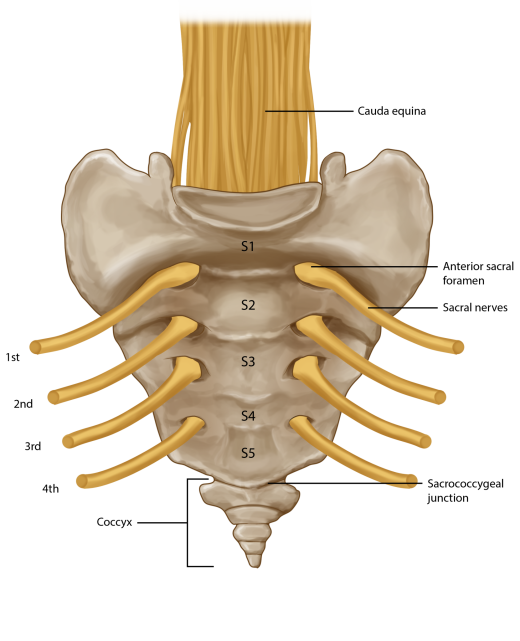 Cauda equina
S1
Anterior sacral
foramen
S2
Sacral nerves
1st
S3
2nd
S4
3rd
S5
4th
Sacrococcygeal
junction
Coccyx